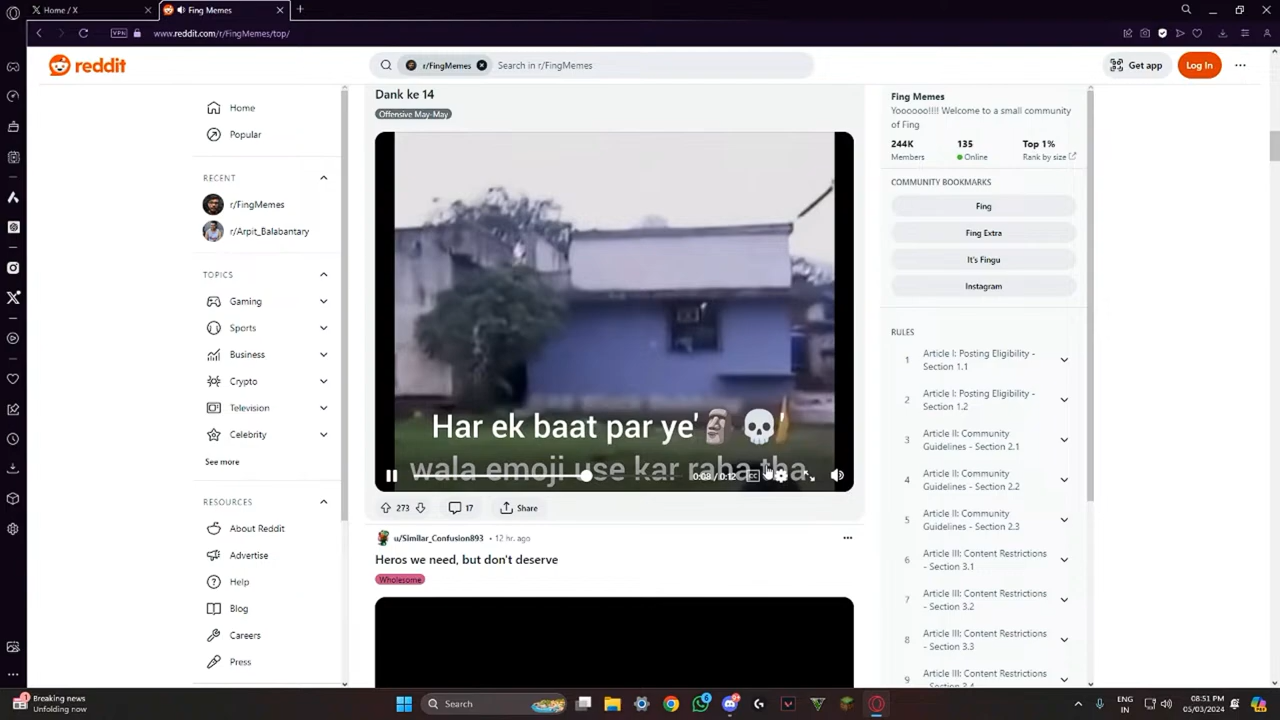 Home / X
Fing Memes
VPN
www.reddit.com/r/FingMemes/top/
reddit
r/FingMemes
Search in r/FingMemes
Get app
Log In
Home
Popular
RECENT
r/FingMemes
r/Arpit_Balabantary
TOPICS
Gaming
Sports
Business
Crypto
Television
Celebrity
See more
RESOURCES
About Reddit
Advertise
Help
Blog
Careers
Press
Dank ke 14
Offensive May-May
Har ek baat par ye'🗿💀'
wala emoji use kar raha tha
0:08 / 0:12
273
17
Share
u/Similar_Confusion893 • 12 hr. ago
Heros we need, but don't deserve
Wholesome
Fing Memes
Yoooooo!!!! Welcome to a small community
of Fing
244K
135
Top 1%
Members
Online
Rank by size
COMMUNITY BOOKMARKS
Fing
Fing Extra
It's Fingu
Instagram
RULES
1
Article I: Posting Eligibility -
Section 1.1
2
Article I: Posting Eligibility -
Section 1.2
3
Article II: Community
Guidelines - Section 2.1
4
Article II: Community
Guidelines - Section 2.2
5
Article II: Community
Guidelines - Section 2.3
6
Article III: Content Restrictions
- Section 3.1
7
Article III: Content Restrictions
- Section 3.2
8
Article III: Content Restrictions
- Section 3.3
9
Article III: Content Restrictions
Breaking news
Unfolding now
Search
ENG
IN
08:51 PM
05/03/2024